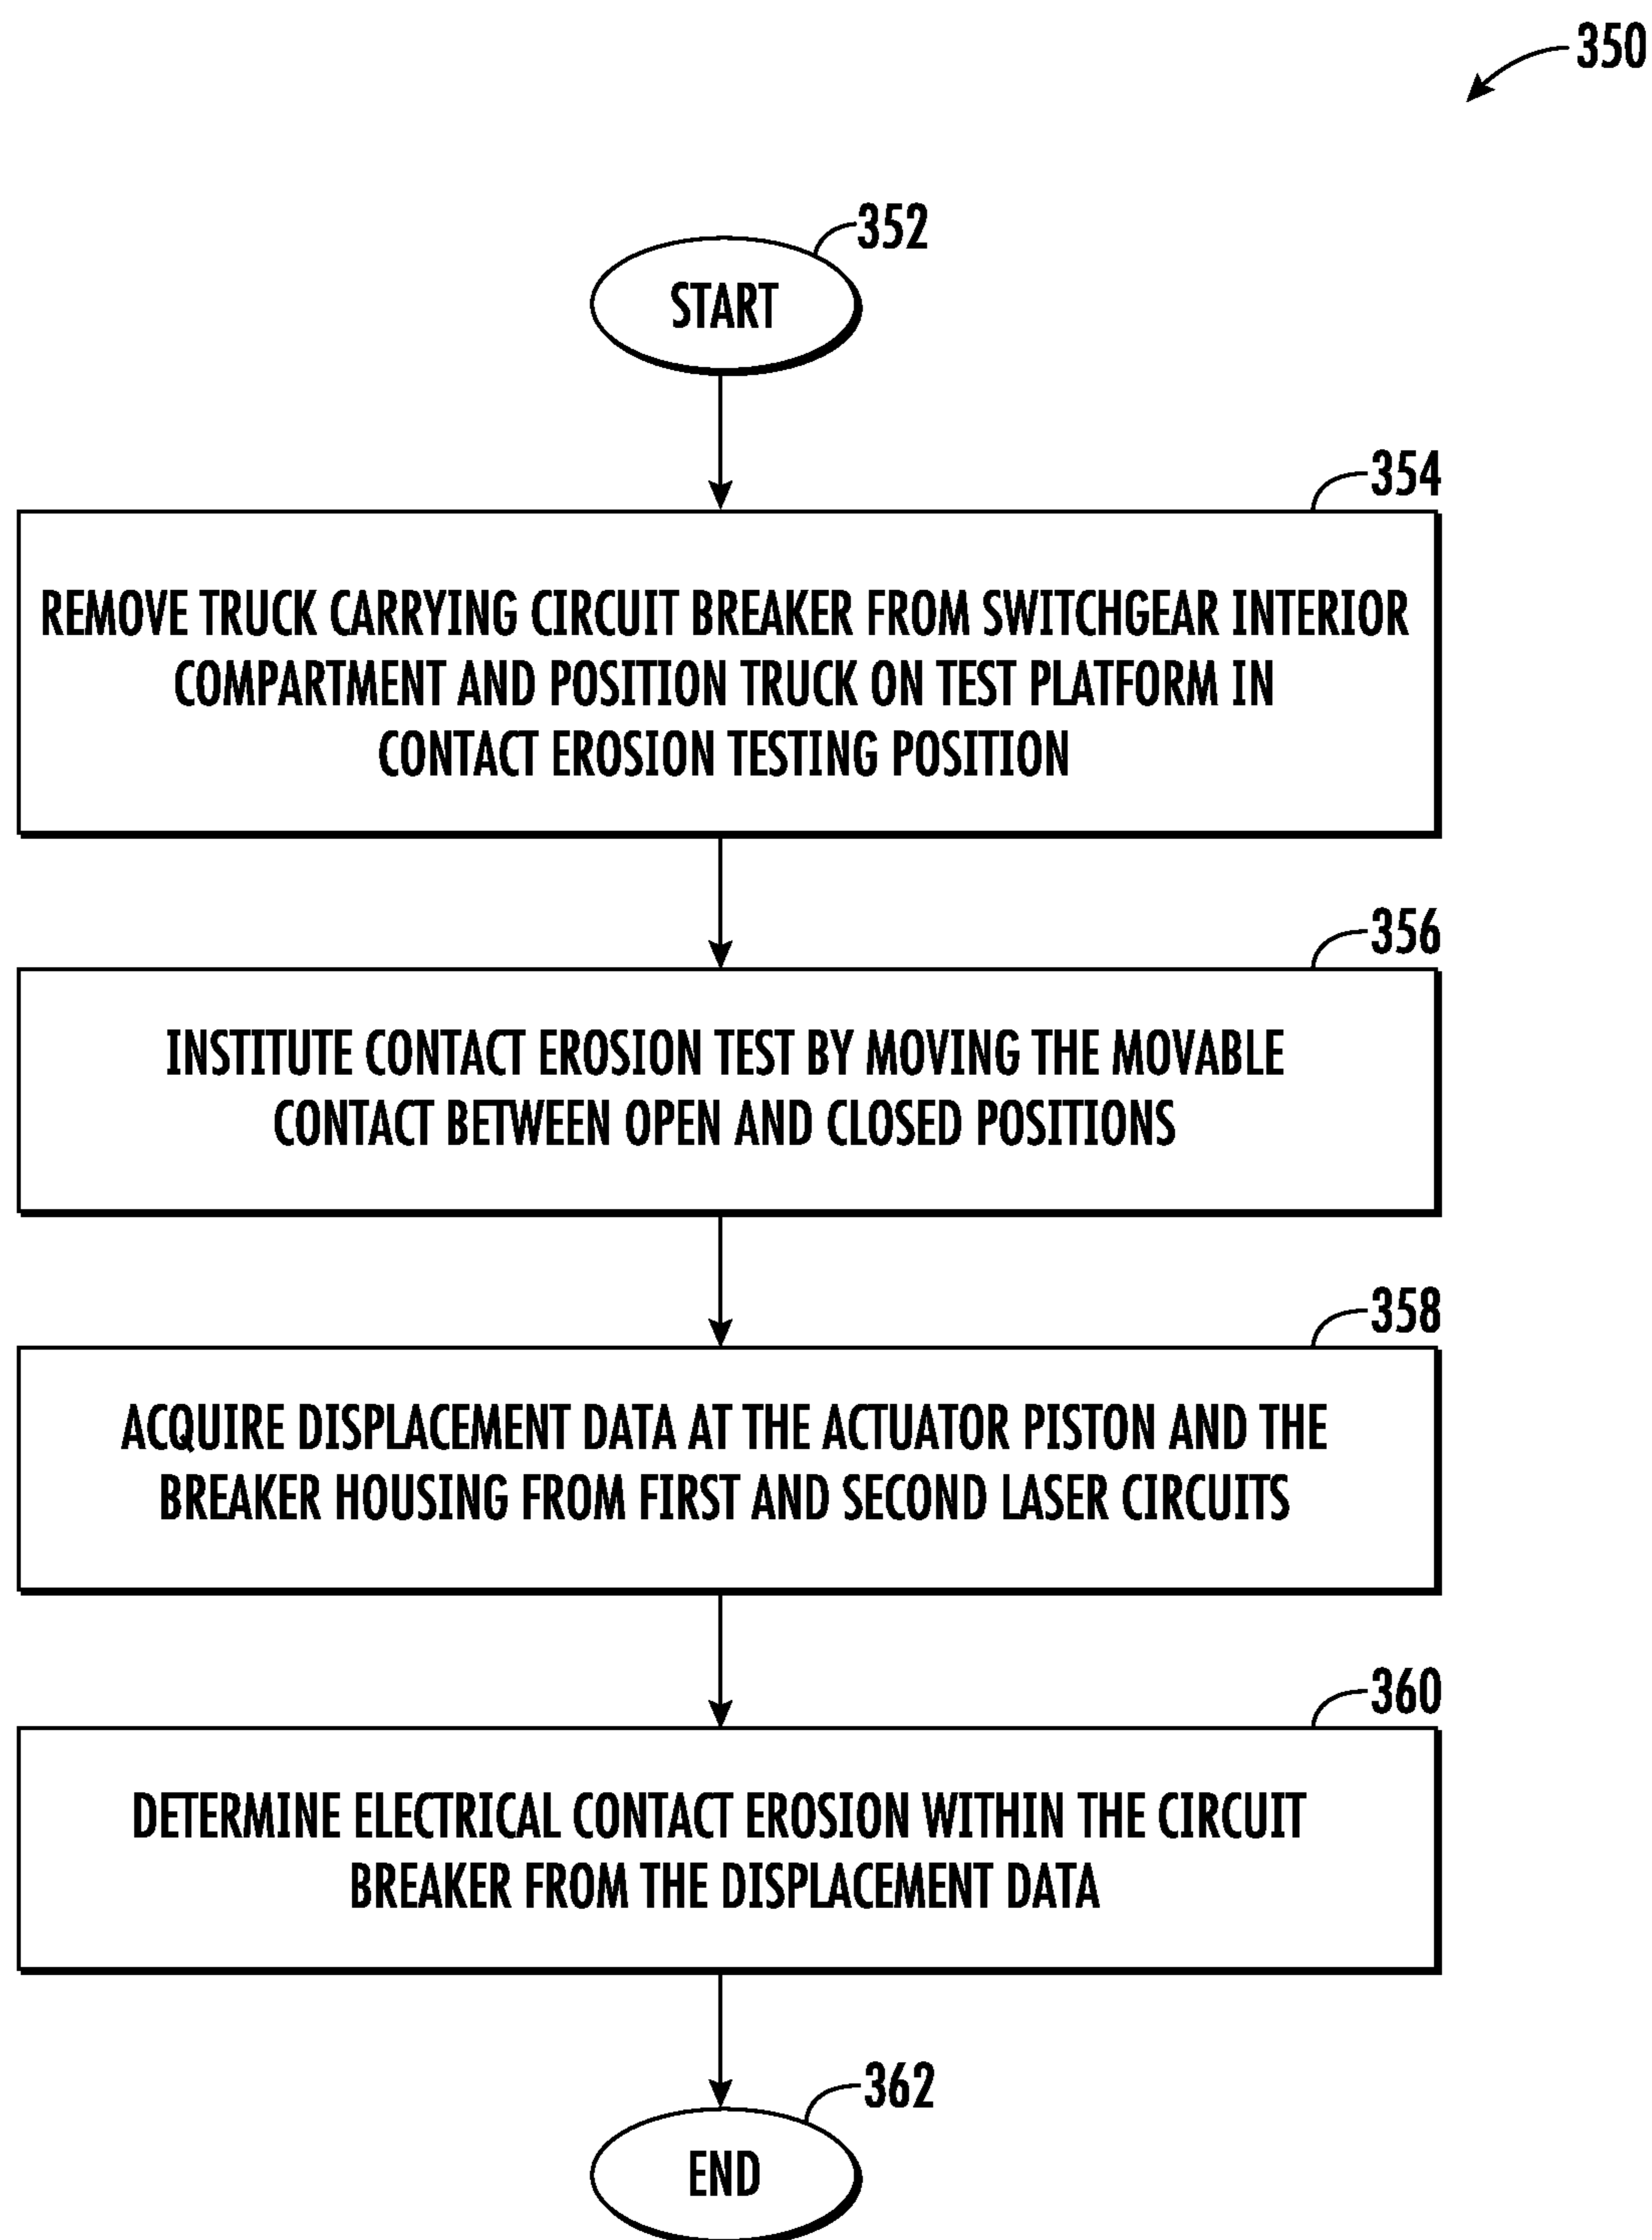 350
352
START
354
REMOVE TRUCK CARRYING CIRCUIT BREAKER FROM SWITCHGEAR INTERIOR
COMPARTMENT AND POSITION TRUCK ON TEST PLATFORM IN
CONTACT EROSION TESTING POSITION
356
INSTITUTE CONTACT EROSION TEST BY MOVING THE MOVABLE
CONTACT BETWEEN OPEN AND CLOSED POSITIONS
358
ACQUIRE DISPLACEMENT DATA AT THE ACTUATOR PISTON AND THE
BREAKER HOUSING FROM FIRST AND SECOND LASER CIRCUITS
360
DETERMINE ELECTRICAL CONTACT EROSION WITHIN THE CIRCUIT
BREAKER FROM THE DISPLACEMENT DATA
362
END